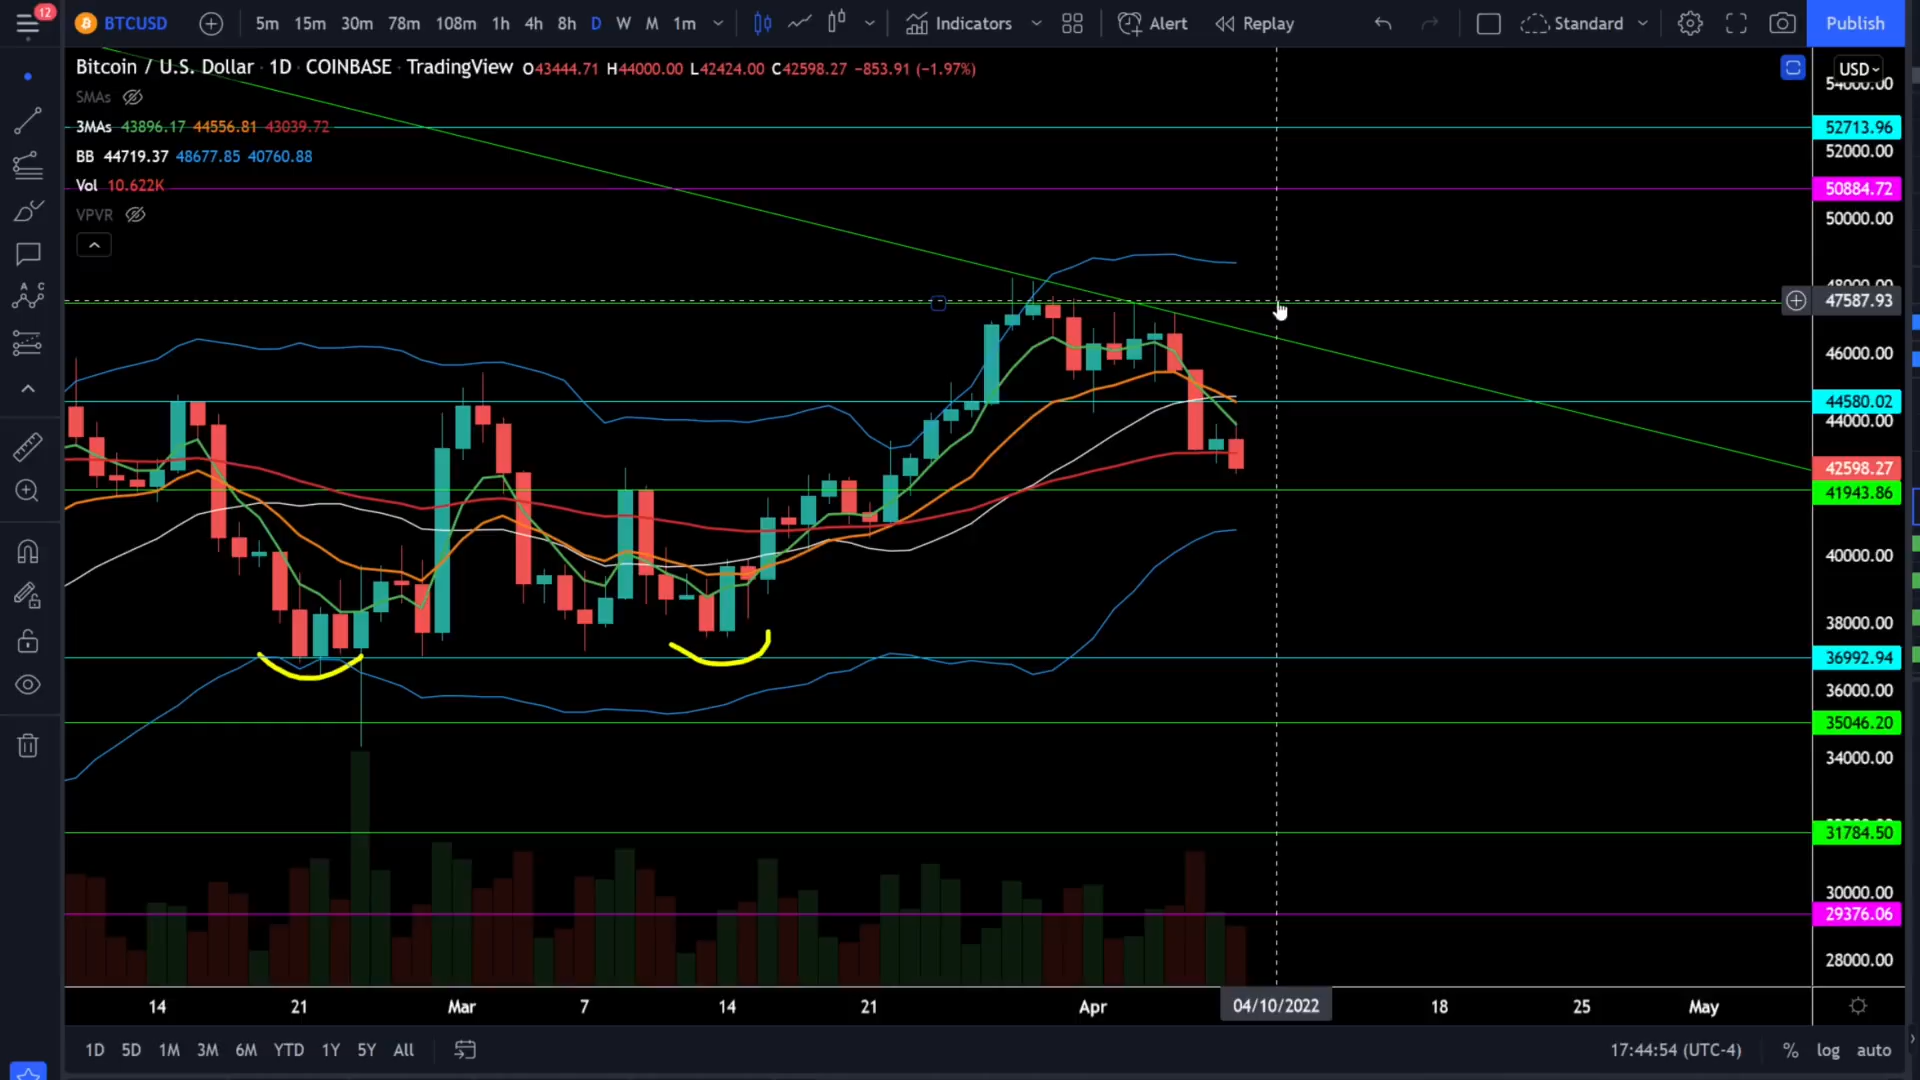 12
BTCUSD 5m 15m 30m 78m 108m 1h 4h 8h D W M 1m Indicators Alert Replay Standard Publish
Bitcoin / U.S. Dollar · 1D · COINBASE · TradingView O43444.71 H44000.00 L42424.00 C42598.27 −853.91 (−1.97%)
USD
54000.00
SMAs
3MAs 43896.17 44556.81 43039.72
52713.96
52000.00
BB 44719.37 48677.85 40760.88
Vol 10.622K
50884.72
VPVR
50000.00
48000.00
47587.93
46000.00
44580.02
44000.00
42598.27
41943.86
40000.00
38000.00
36992.94
36000.00
35046.20
34000.00
31784.50
30000.00
29376.06
28000.00
14 21 Mar 7 14 21 Apr 04/10/2022 18 25 May
1D 5D 1M 3M 6M YTD 1Y 5Y All 17:44:54 (UTC-4) % log auto
A C